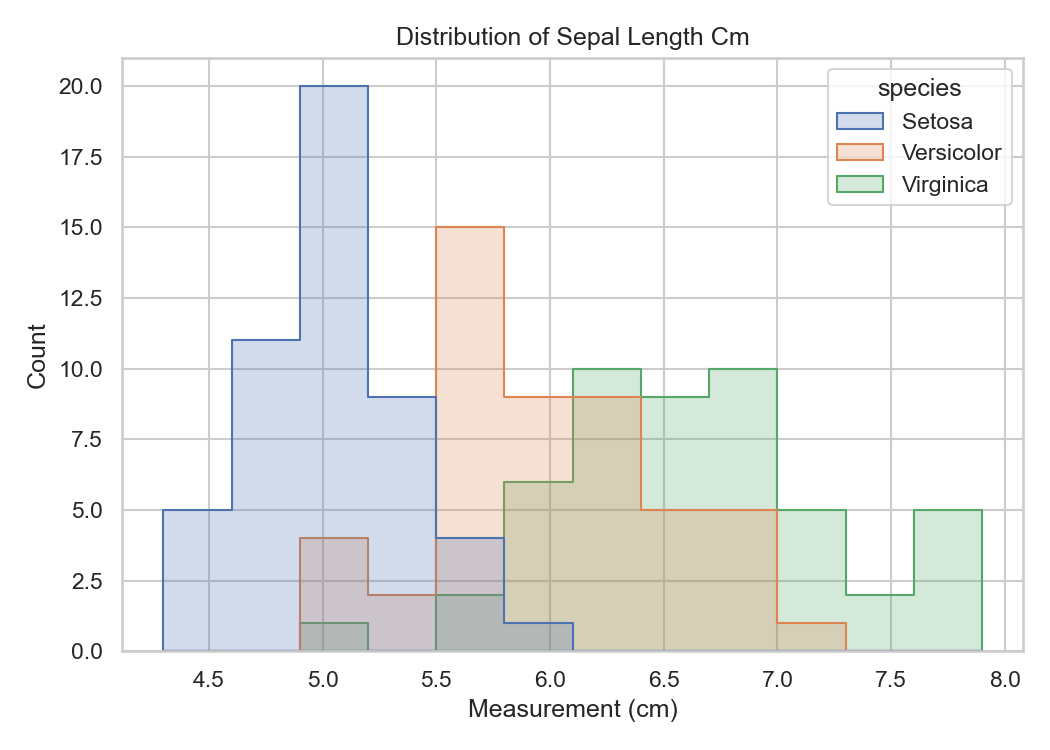 Distribution of Sepal Length Cm
species
Setosa
Versicolor
Virginica
Count
20.0
17.5
15.0
12.5
10.0
7.5
5.0
2.5
0.0
4.5 5.0 5.5 6.0 6.5 7.0 7.5 8.0
Measurement (cm)